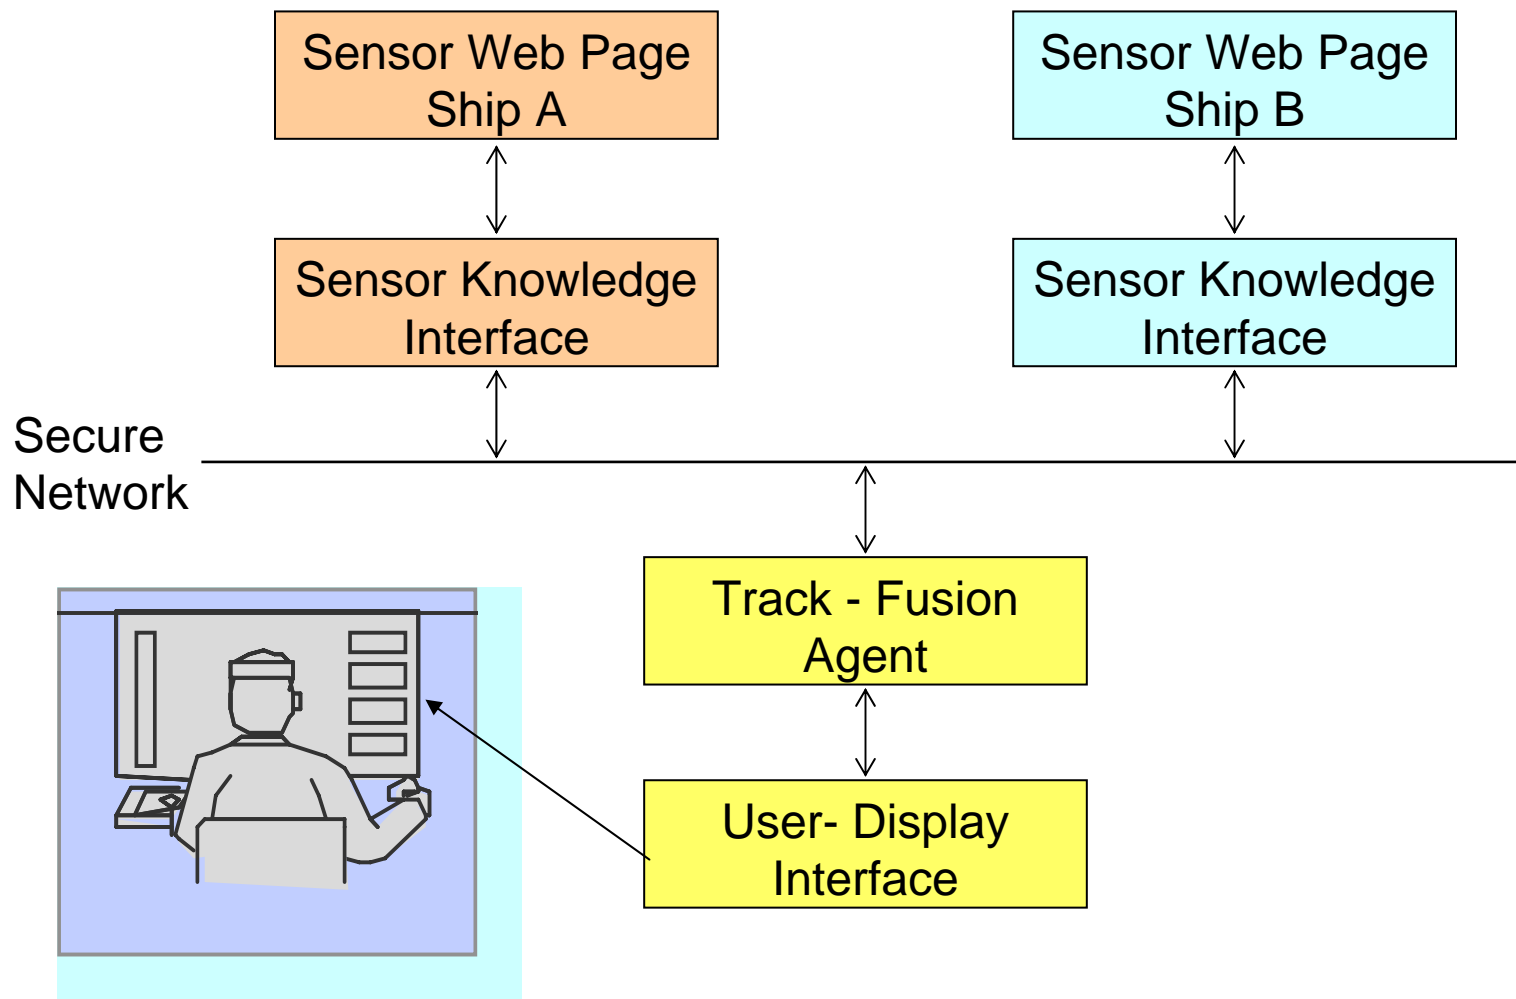 Sensor Web Page
Ship A
Sensor Web Page
Ship B
Sensor Knowledge
Interface
Sensor Knowledge
Interface
Secure
Network
Track - Fusion
Agent
User- Display
Interface